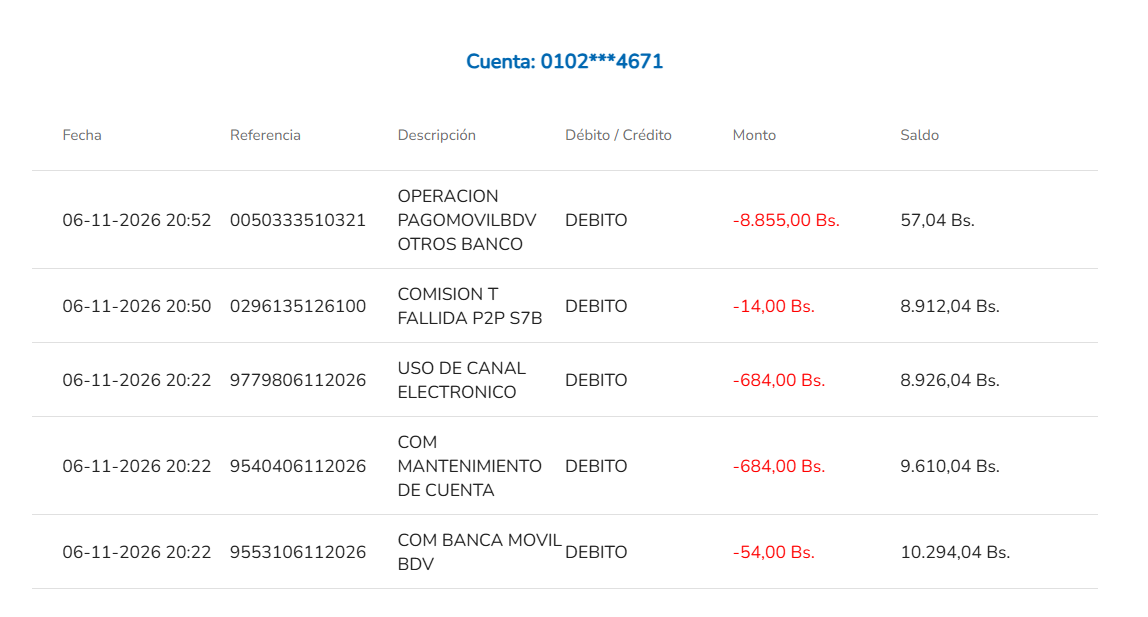 Cuenta: 0102***4671
Fecha Referencia Descripción Débito / Crédito Monto Saldo
06-11-2026 20:52 0050333510321 OPERACION PAGOMOVILBDV OTROS BANCO DEBITO -8.855,00 Bs. 57,04 Bs.
06-11-2026 20:50 0296135126100 COMISION T FALLIDA P2P S7B DEBITO -14,00 Bs. 8.912,04 Bs.
06-11-2026 20:22 9779806112026 USO DE CANAL ELECTRONICO DEBITO -684,00 Bs. 8.926,04 Bs.
06-11-2026 20:22 9540406112026 COM MANTENIMIENTO DE CUENTA DEBITO -684,00 Bs. 9.610,04 Bs.
06-11-2026 20:22 9553106112026 COM BANCA MOVIL BDV DEBITO -54,00 Bs. 10.294,04 Bs.